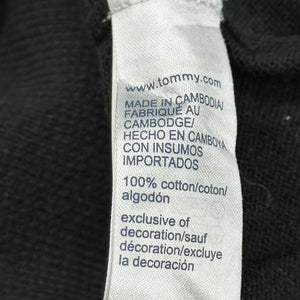 www.tommy.com
MADE IN CAMBODIA/
FABRIQUÉ AU
CAMBODGE/
HECHO EN CAMBOYA
CON INSUMOS
IMPORTADOS
100% cotton/coton/
algodón
exclusive of
decoration/sauf
décoration/excluye
la decoración